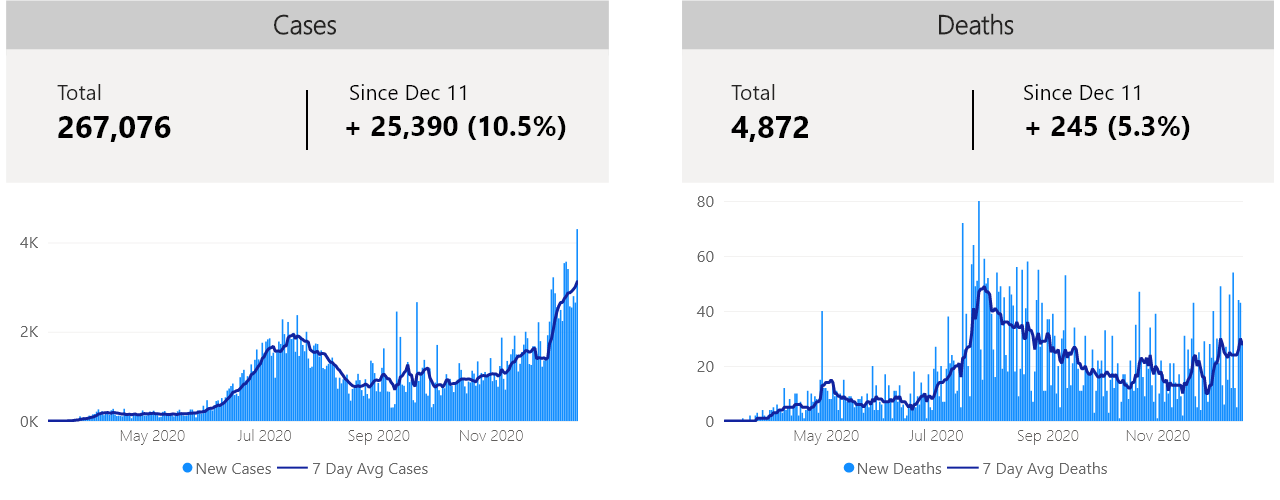 Cases
Total
Since Dec 11
267,076
+ 25,390 (10.5%)
4K
2K
0K
May 2020
Jul 2020
Sep 2020
Nov 2020
New Cases
7 Day Avg Cases
Deaths
Total
Since Dec 11
4,872
+ 245 (5.3%)
80
60
40
20
0
May 2020
Jul 2020
Sep 2020
Nov 2020
New Deaths
7 Day Avg Deaths